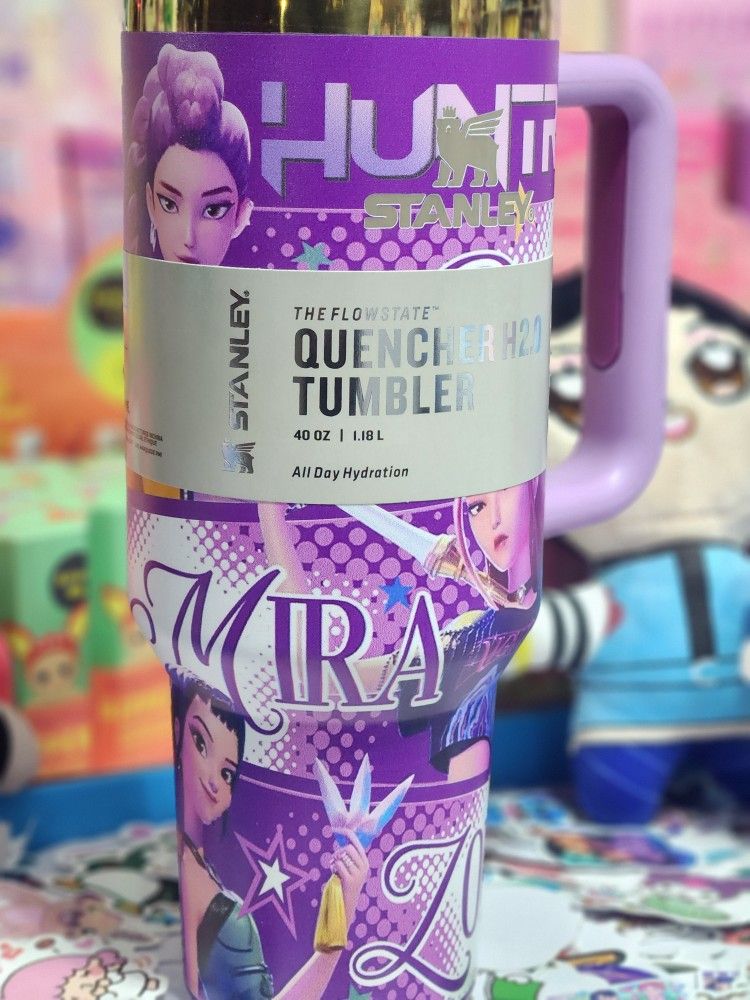 HUNTR
STANLEY
STANLEY.
THE FLOWSTATE™
QUENCHER H2.0
TUMBLER
40 OZ | 1.18 L
All Day Hydration
MIRA
ZO